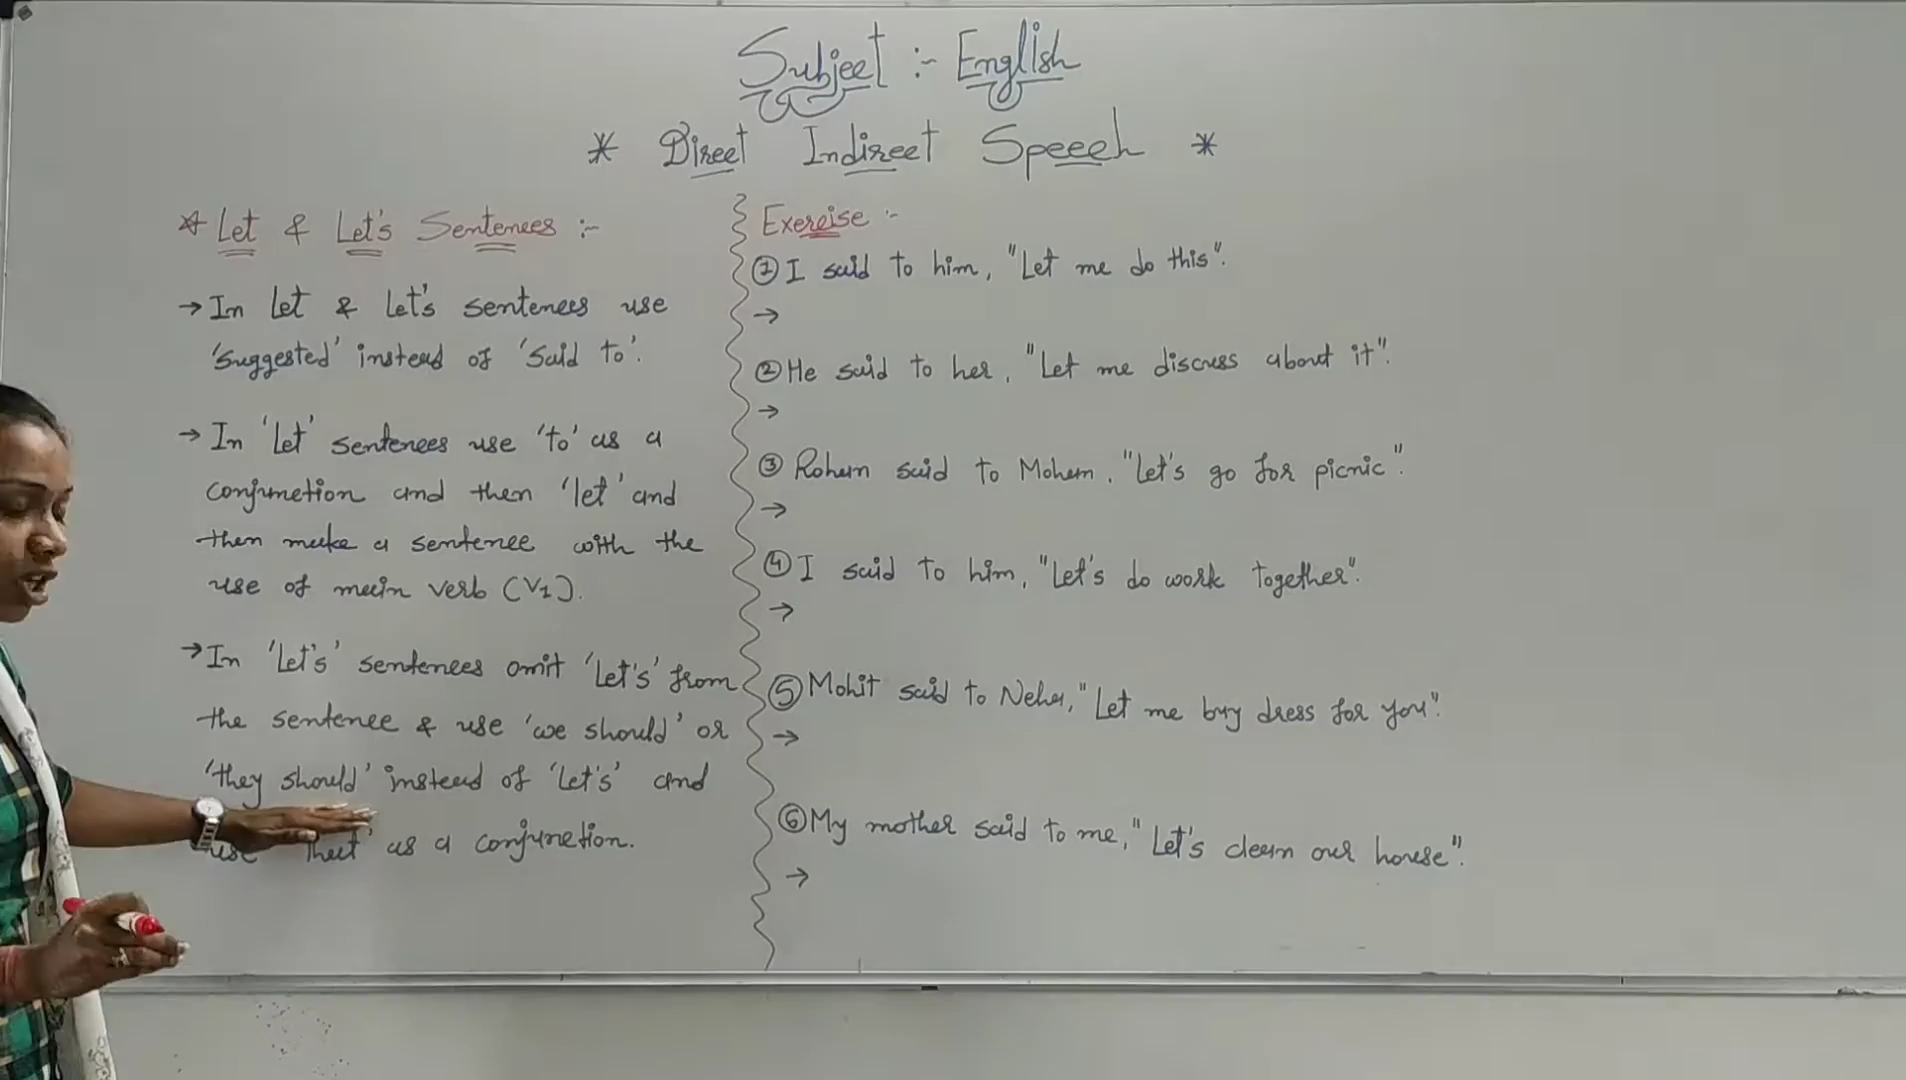 Subject :- English
* Direct Indirect Speech *
* Let & Let's Sentences :-
→ In Let & Let's sentences use
'suggested' instead of 'Said to'.
→ In 'Let' sentences use 'to' as a
conjunction and then 'let' and
then make a sentence with the
use of main verb (V1).
→ In 'Let's' sentences omit 'Let's' from
the sentence & use 'we should' or
'they should' instead of 'Let's' and
use 'that' as a conjunction.
Exercise :-
① I said to him, "Let me do this".
→
② He said to her, "Let me discuss about it".
→
③ Rohan said to Mohan, "Let's go for picnic".
→
④ I said to him, "Let's do work together".
→
⑤ Mohit said to Neha, "Let me buy dress for you".
→
⑥ My mother said to me, "Let's clean our house".
→